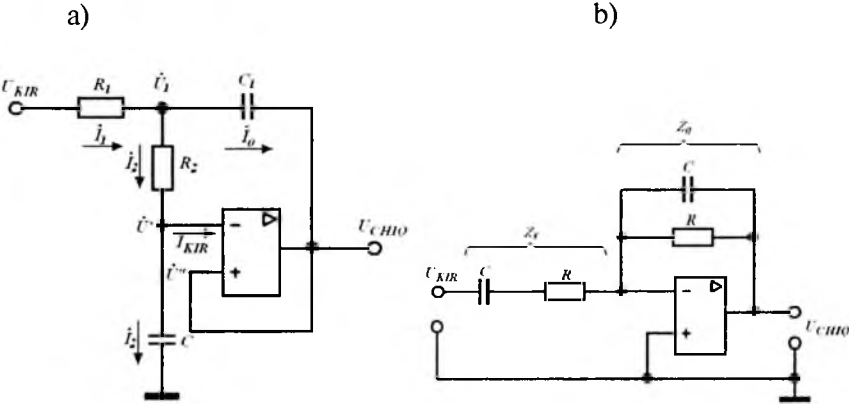 a)
b)
U_KIR
R_1
U̇_1
C_1
İ_1
İ_0
İ_2
R_2
U̇'
I_KIR
−
U̇''
+
U_CHIQ
İ_2
C
Z_0
C
R
Z_1
U_KIR
C
R
−
+
U_CHIQ